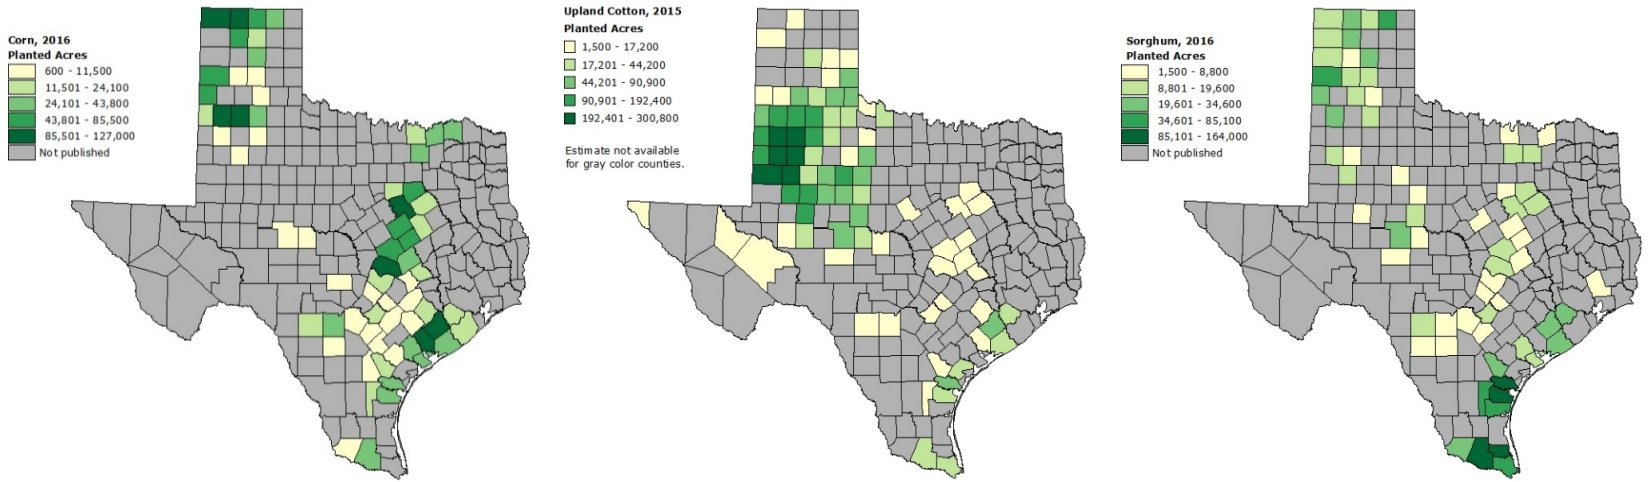 Corn, 2016
Planted Acres
600 - 11,500
11,501 - 24,100
24,101 - 43,800
43,801 - 85,500
85,501 - 127,000
Not published
Upland Cotton, 2015
Planted Acres
1,500 - 17,200
17,201 - 44,200
44,201 - 90,900
90,901 - 192,400
192,401 - 300,800
Estimate not available
for gray color counties.
Sorghum, 2016
Planted Acres
1,500 - 8,800
8,801 - 19,600
19,601 - 34,600
34,601 - 85,100
85,101 - 164,000
Not published